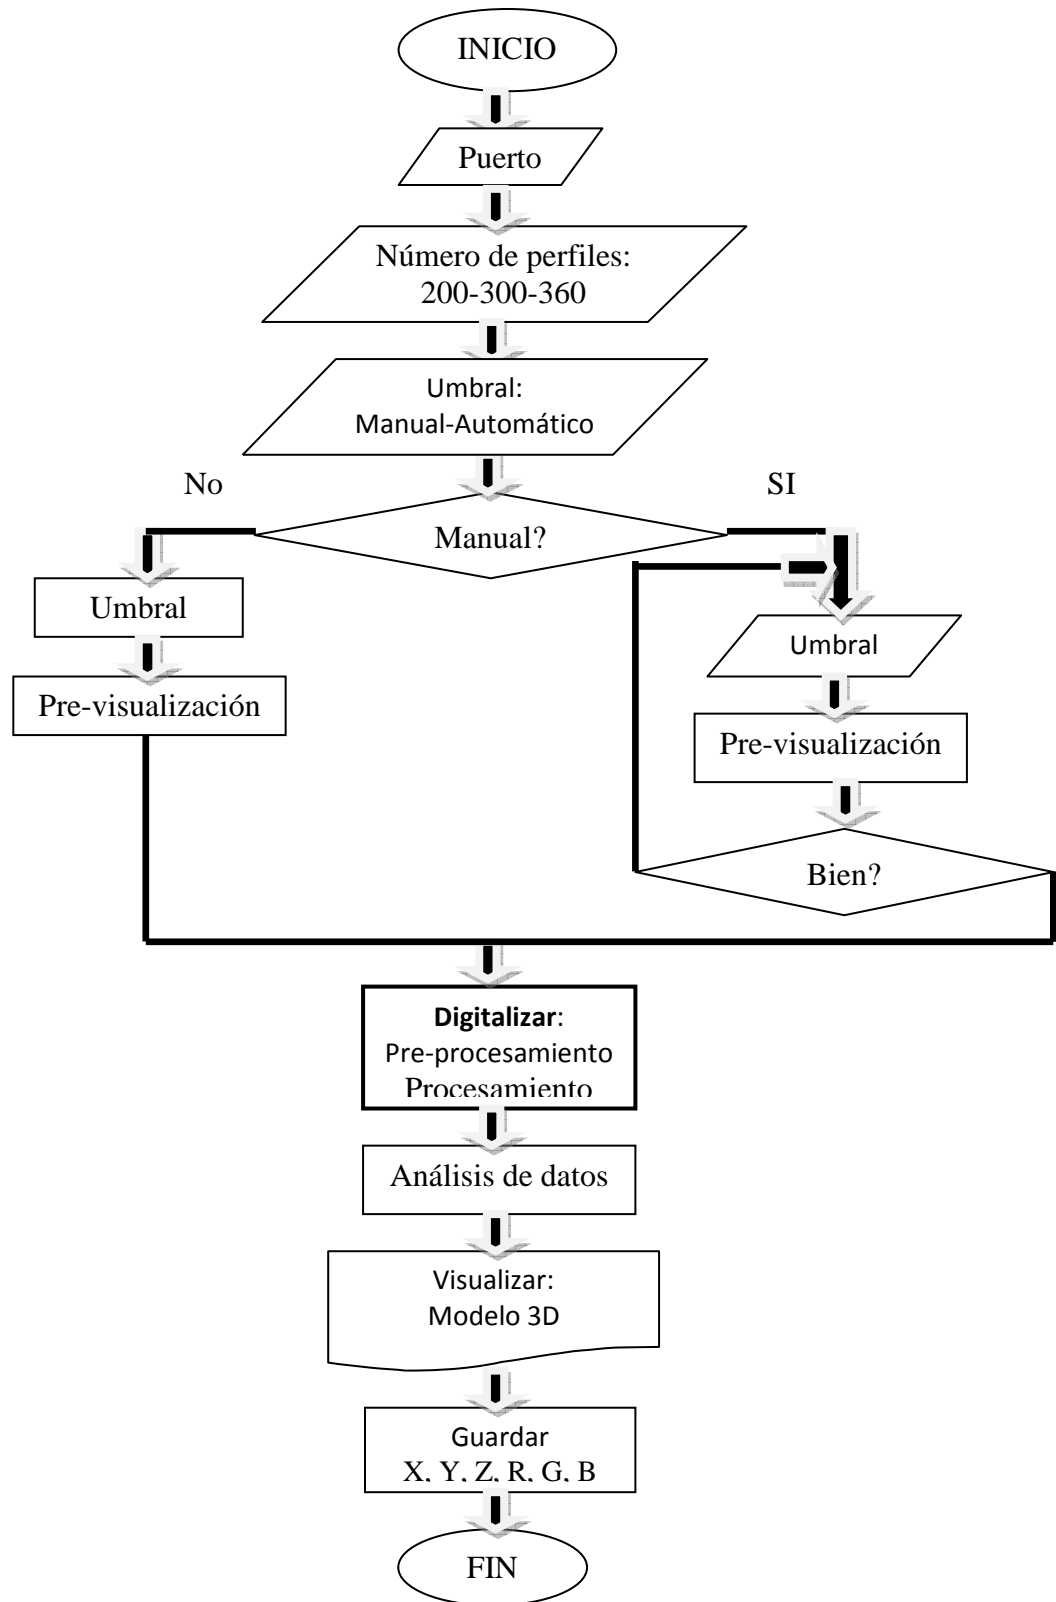 INICIO
Puerto
Número de perfiles:
200-300-360
Umbral:
Manual-Automático
No
SI
Manual?
Umbral
Pre-visualización
Umbral
Pre-visualización
Bien?
Digitalizar:
Pre-procesamiento
Procesamiento
Análisis de datos
Visualizar:
Modelo 3D
Guardar
X, Y, Z, R, G, B
FIN